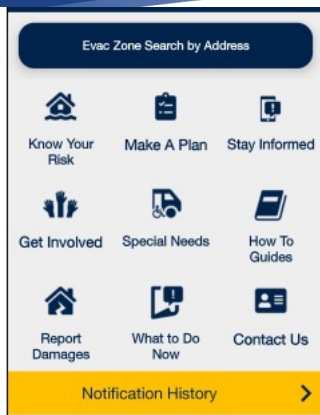 Evac Zone Search by Address
Know Your
Risk
Make A Plan
Stay Informed
Get Involved
Special Needs
How To
Guides
Report
Damages
What to Do
Now
Contact Us
Notification History